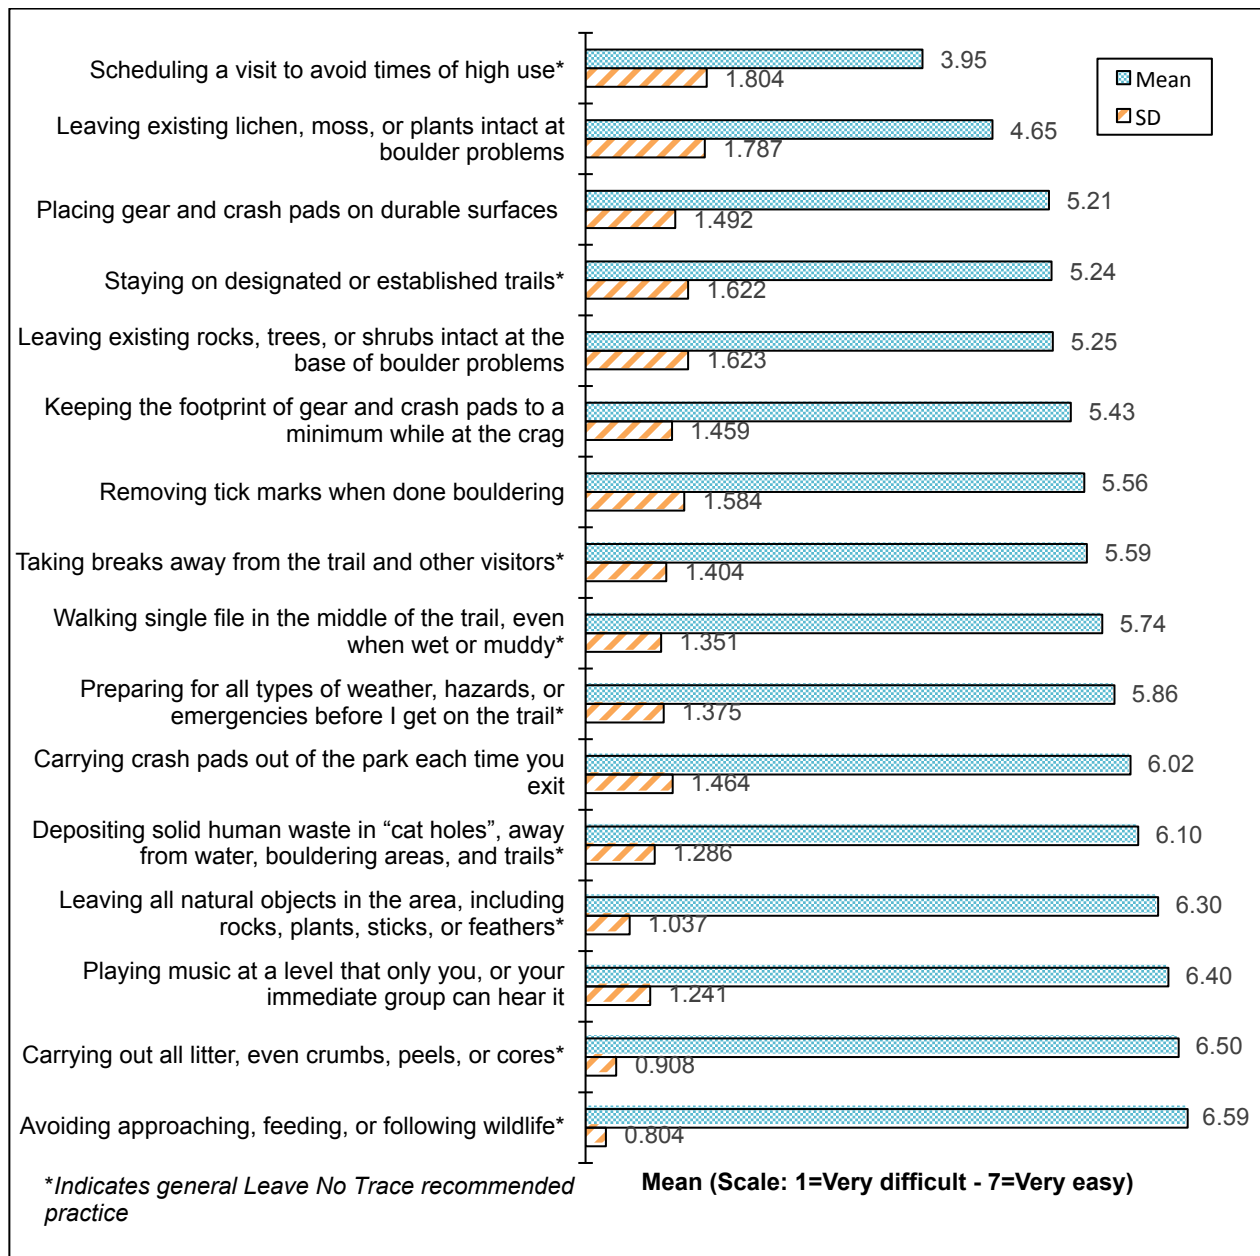 Scheduling a visit to avoid times of high use*
3.95
1.804
Mean
SD
Leaving existing lichen, moss, or plants intact at
boulder problems
4.65
1.787
Placing gear and crash pads on durable surfaces
5.21
1.492
Staying on designated or established trails*
5.24
1.622
Leaving existing rocks, trees, or shrubs intact at the
base of boulder problems
5.25
1.623
Keeping the footprint of gear and crash pads to a
minimum while at the crag
5.43
1.459
Removing tick marks when done bouldering
5.56
1.584
Taking breaks away from the trail and other visitors*
5.59
1.404
Walking single file in the middle of the trail, even
when wet or muddy*
5.74
1.351
Preparing for all types of weather, hazards, or
emergencies before I get on the trail*
5.86
1.375
Carrying crash pads out of the park each time you
exit
6.02
1.464
Depositing solid human waste in “cat holes”, away
from water, bouldering areas, and trails*
6.10
1.286
Leaving all natural objects in the area, including
rocks, plants, sticks, or feathers*
6.30
1.037
Playing music at a level that only you, or your
immediate group can hear it
6.40
1.241
Carrying out all litter, even crumbs, peels, or cores*
6.50
0.908
Avoiding approaching, feeding, or following wildlife*
6.59
0.804
*Indicates general Leave No Trace recommended
practice
Mean (Scale: 1=Very difficult - 7=Very easy)